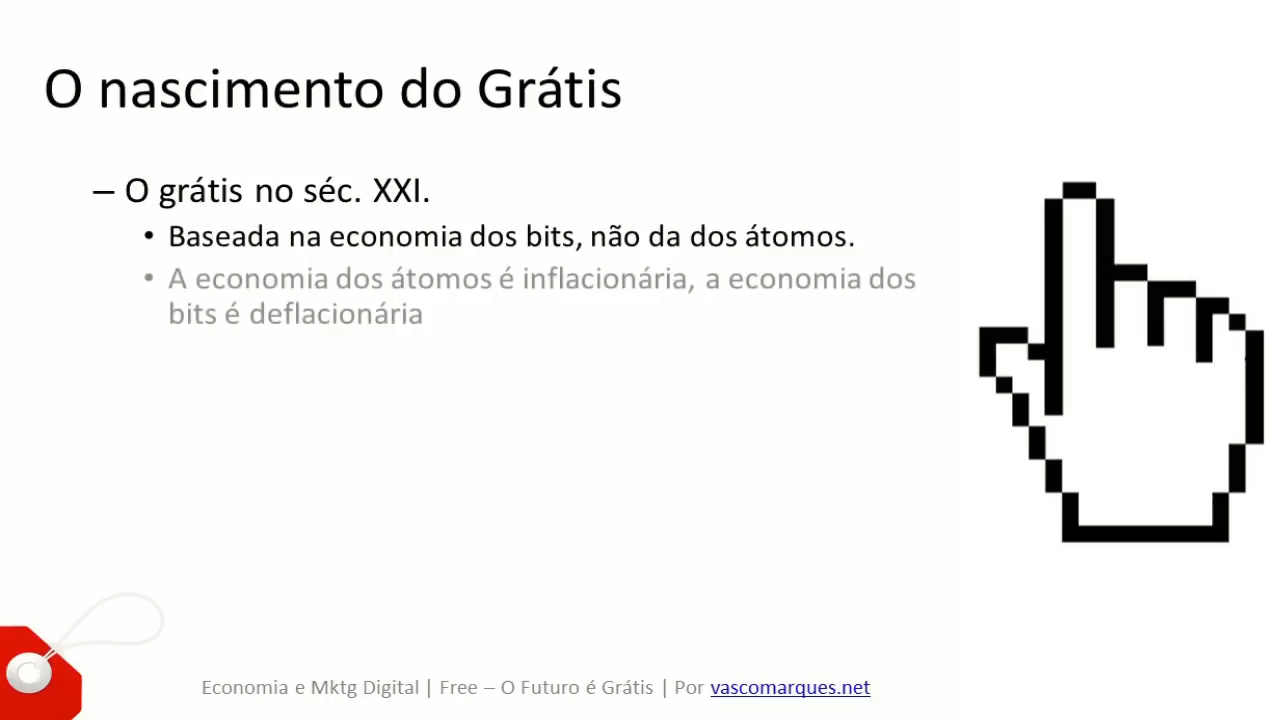 O nascimento do Grátis
– O grátis no séc. XXI.
• Baseada na economia dos bits, não da dos átomos.
• A economia dos átomos é inflacionária, a economia dos
bits é deflacionária
Economia e Mktg Digital | Free – O Futuro é Grátis | Por vascomarques.net